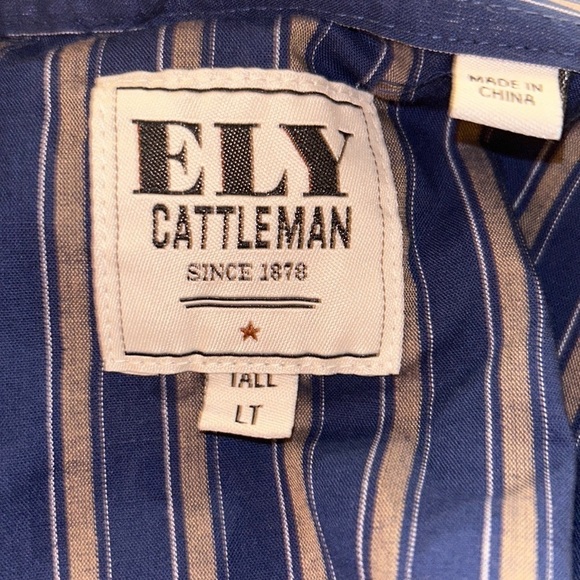 ELY
CATTLEMAN
SINCE 1878
TALL
LT
MADE IN
CHINA